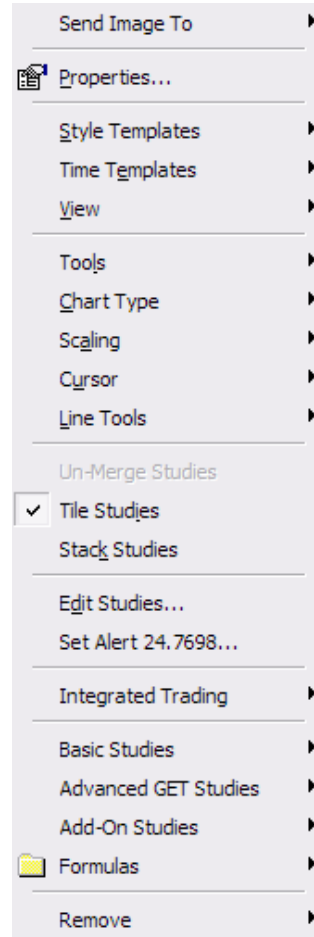 Send Image To
Properties...
Style Templates
Time Templates
View
Tools
Chart Type
Scaling
Cursor
Line Tools
Un-Merge Studies
Tile Studies
Stack Studies
Edit Studies...
Set Alert 24.7698...
Integrated Trading
Basic Studies
Advanced GET Studies
Add-On Studies
Formulas
Remove